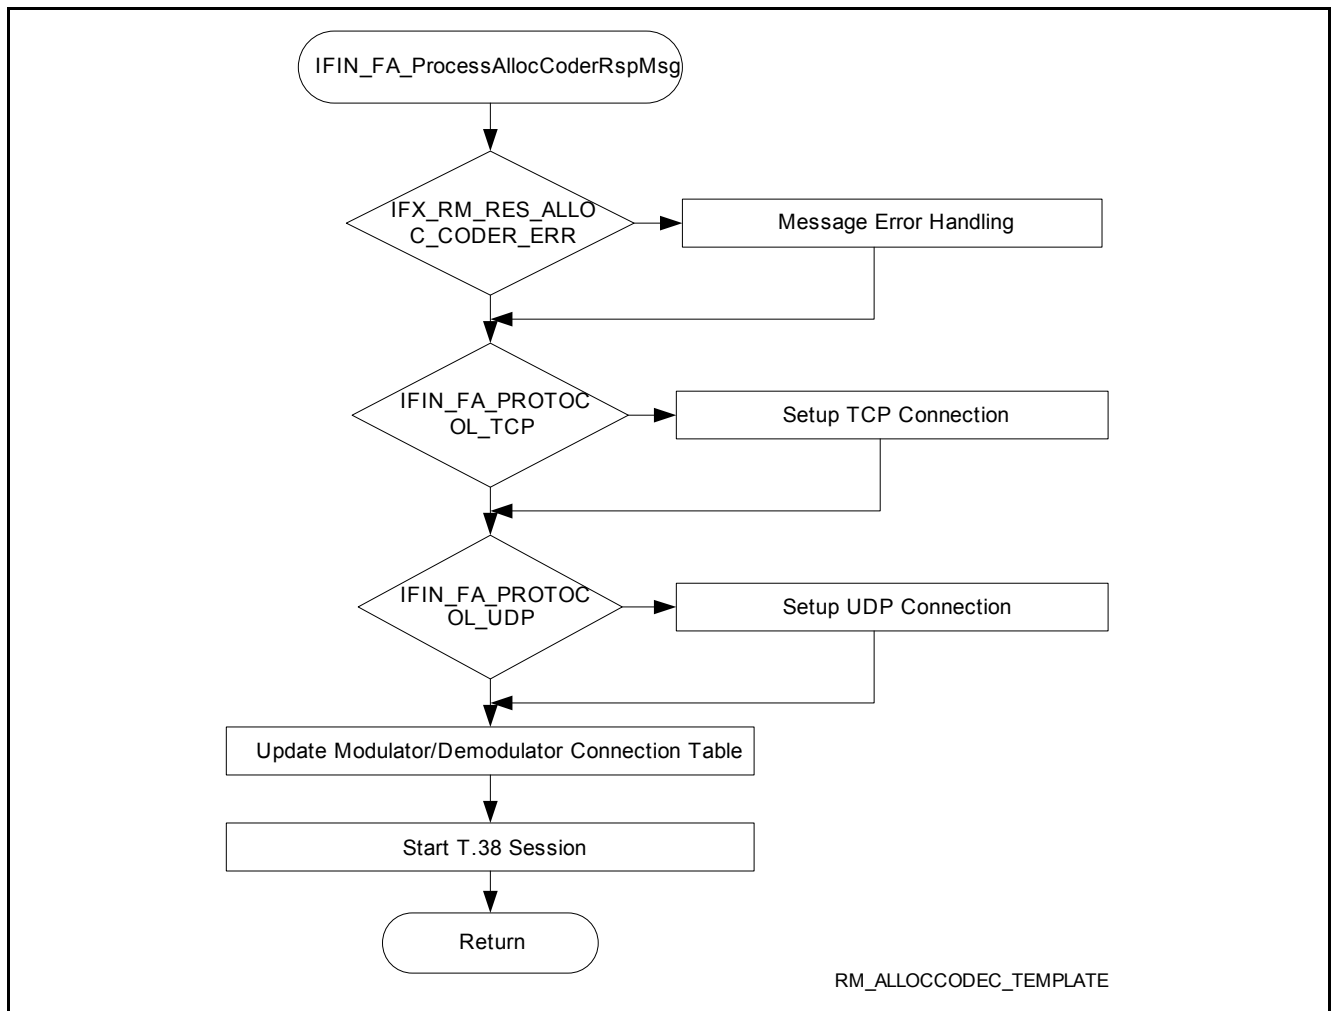 IFIN_FA_ProcessAllocCoderRspMsg
IFX_RM_RES_ALLO
C_CODER_ERR
Message Error Handling
IFIN_FA_PROTOC
OL_TCP
Setup TCP Connection
IFIN_FA_PROTOC
OL_UDP
Setup UDP Connection
Update Modulator/Demodulator Connection Table
Start T.38 Session
Return
RM_ALLOCCODEC_TEMPLATE